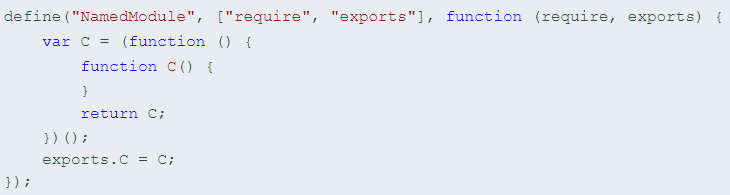 define("NamedModule", ["require", "exports"], function (require, exports) {
    var C = (function () {
        function C() {
        }
        return C;
    })();
    exports.C = C;
});